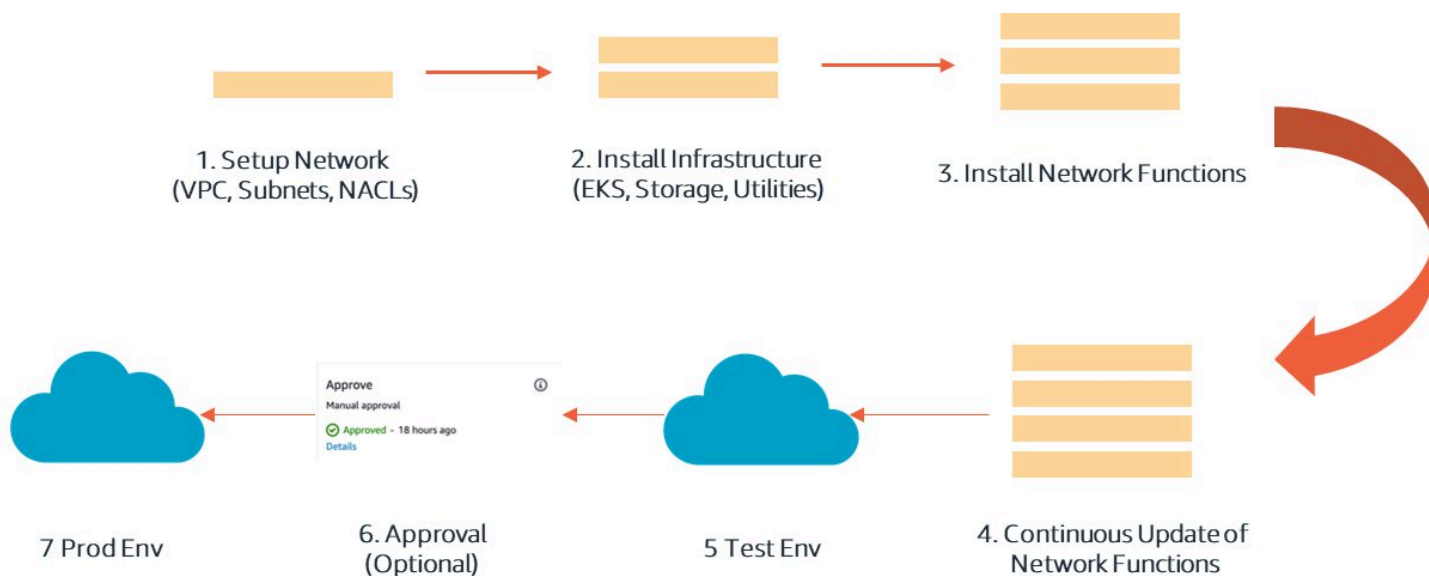 1. Setup Network
(VPC, Subnets, NACLs)
2. Install Infrastructure
(EKS, Storage, Utilities)
3. Install Network Functions
4. Continuous Update of
Network Functions
5 Test Env
Approve
Manual approval
Approved - 18 hours ago
Details
6. Approval
(Optional)
7 Prod Env